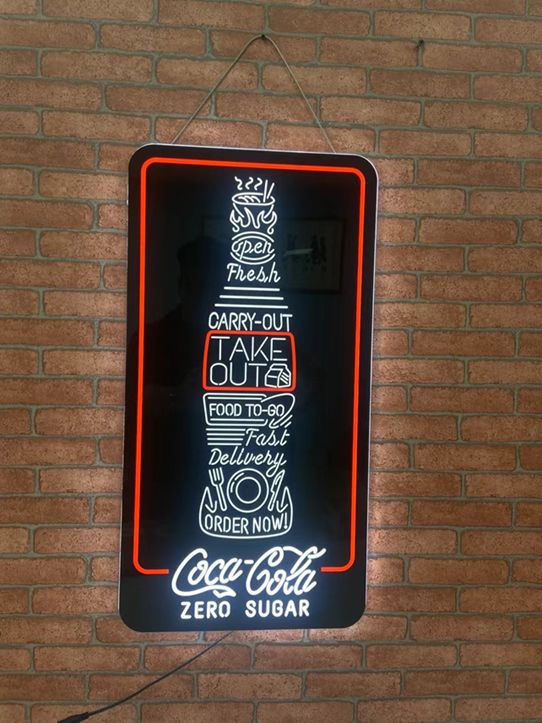 Open
Fresh
CARRY-OUT
TAKE
OUT
FOOD TO-GO
Fast
Delivery
ORDER NOW!
Coca-Cola
ZERO SUGAR